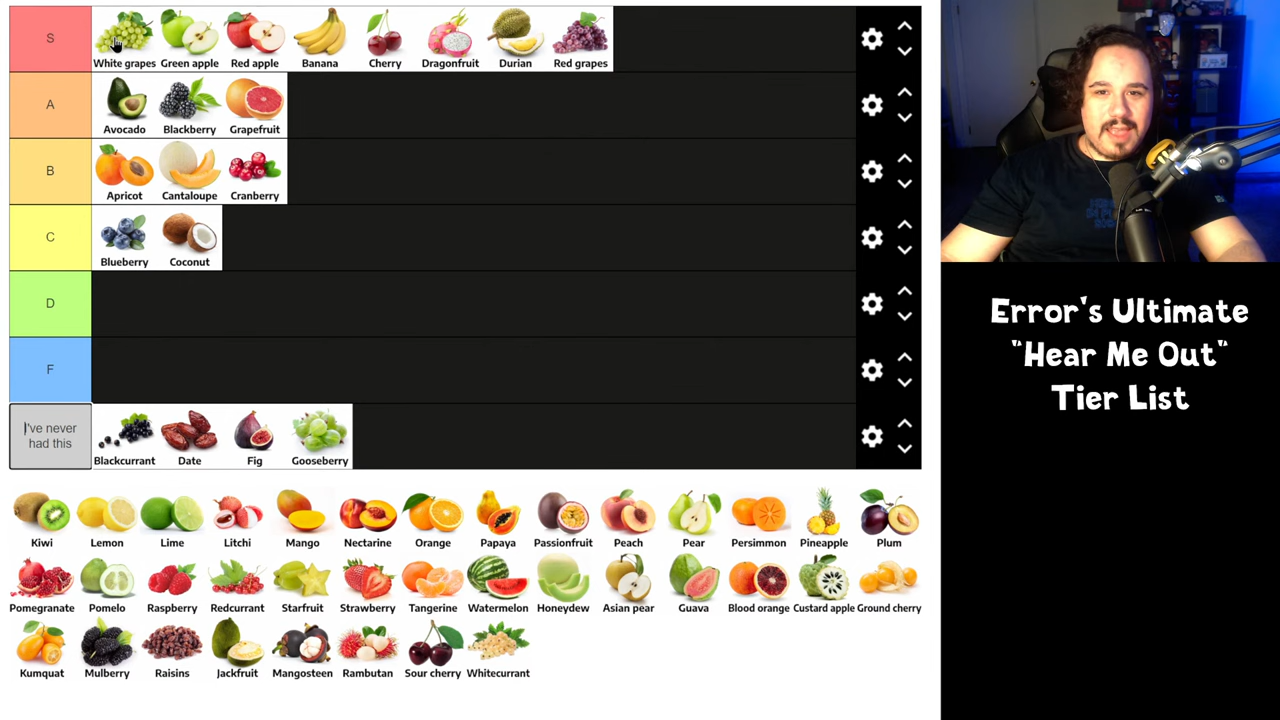 S
White grapes Green apple Red apple Banana Cherry Dragonfruit Durian Red grapes
A
Avocado Blackberry Grapefruit
B
Apricot Cantaloupe Cranberry
C
Blueberry Coconut
D
F
I've never
had this
Blackcurrant Date Fig Gooseberry
Kiwi Lemon Lime Litchi Mango Nectarine Orange Papaya Passionfruit Peach Pear Persimmon Pineapple Plum
Pomegranate Pomelo Raspberry Redcurrant Starfruit Strawberry Tangerine Watermelon Honeydew Asian pear Guava Blood orange Custard apple Ground cherry
Kumquat Mulberry Raisins Jackfruit Mangosteen Rambutan Sour cherry Whitecurrant
Error's Ultimate
"Hear Me Out"
Tier List